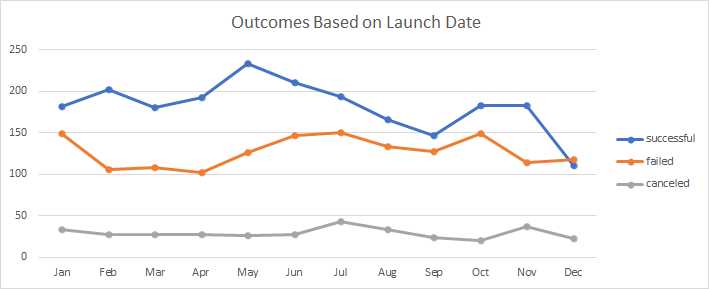 Outcomes Based on Launch Date
250
200
150
100
50
0
Jan Feb Mar Apr May Jun Jul Aug Sep Oct Nov Dec
successful
failed
canceled